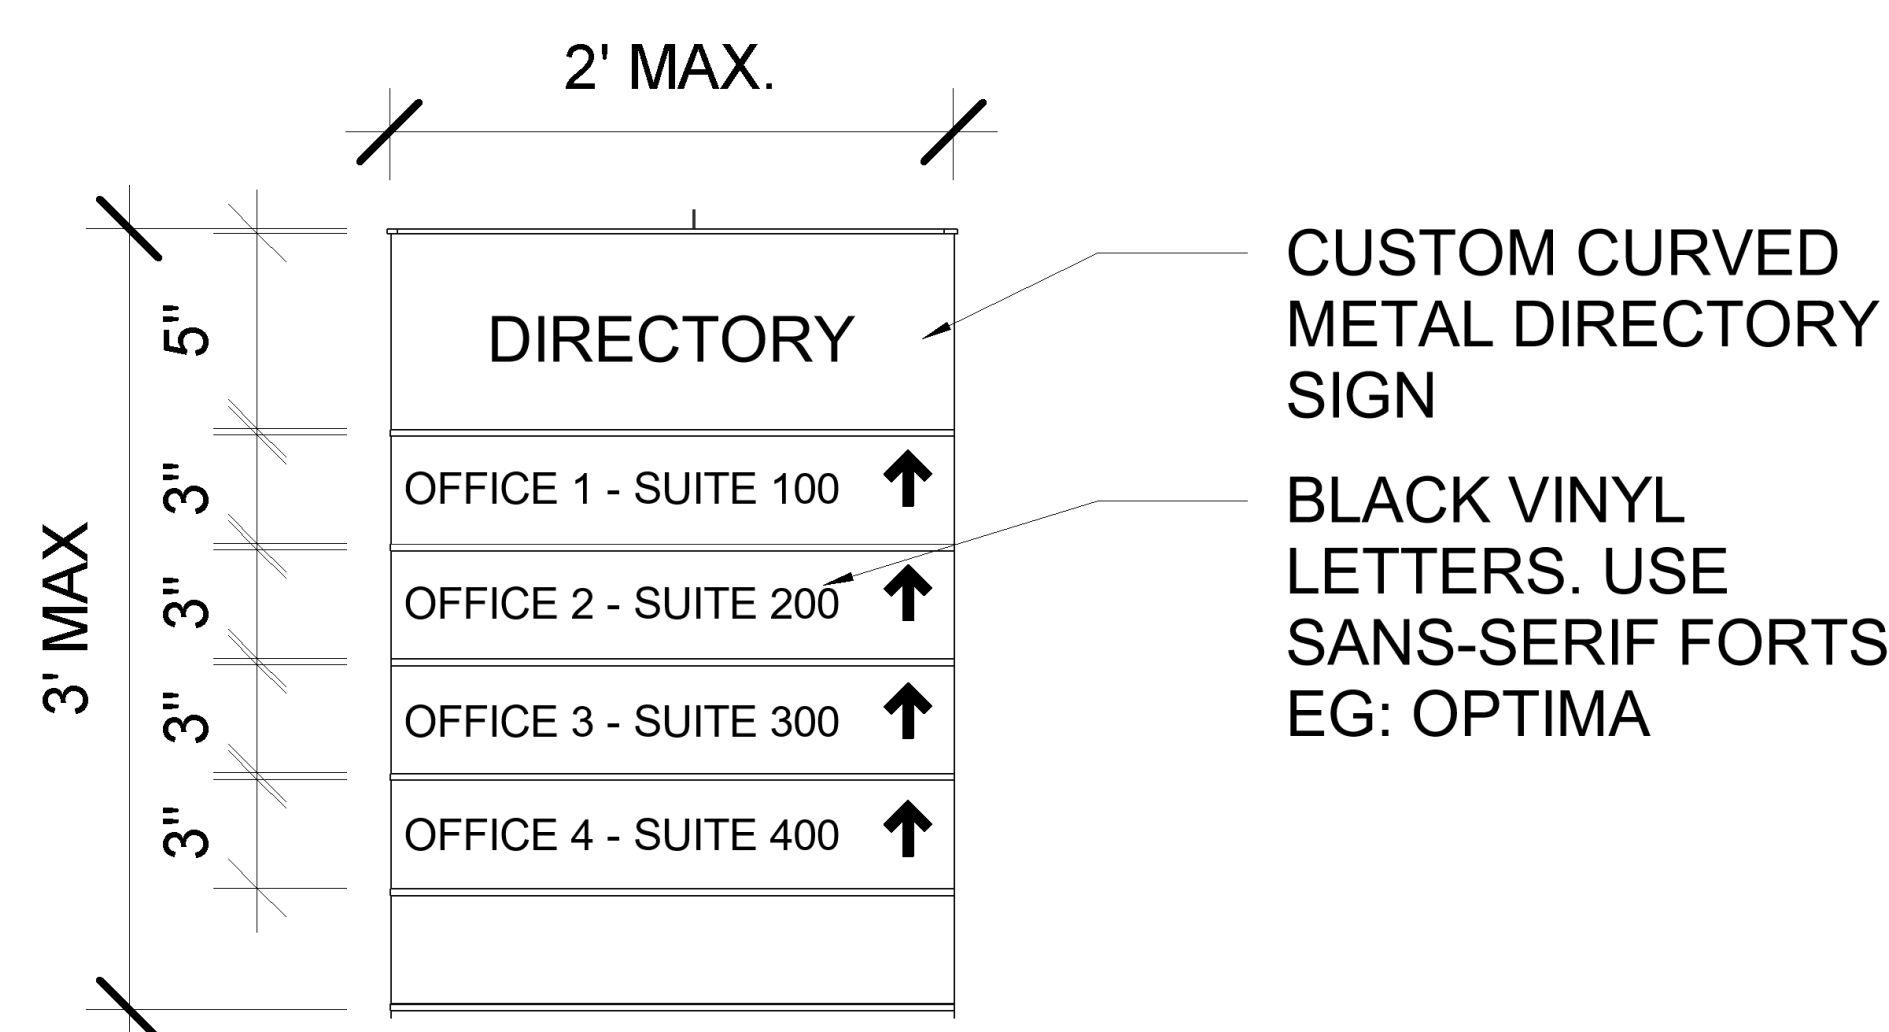 2' MAX.
3' MAX
5"
3"
3"
3"
3"
DIRECTORY
OFFICE 1 - SUITE 100
OFFICE 2 - SUITE 200
OFFICE 3 - SUITE 300
OFFICE 4 - SUITE 400
CUSTOM CURVED
METAL DIRECTORY
SIGN
BLACK VINYL
LETTERS. USE
SANS-SERIF FORTS
EG: OPTIMA